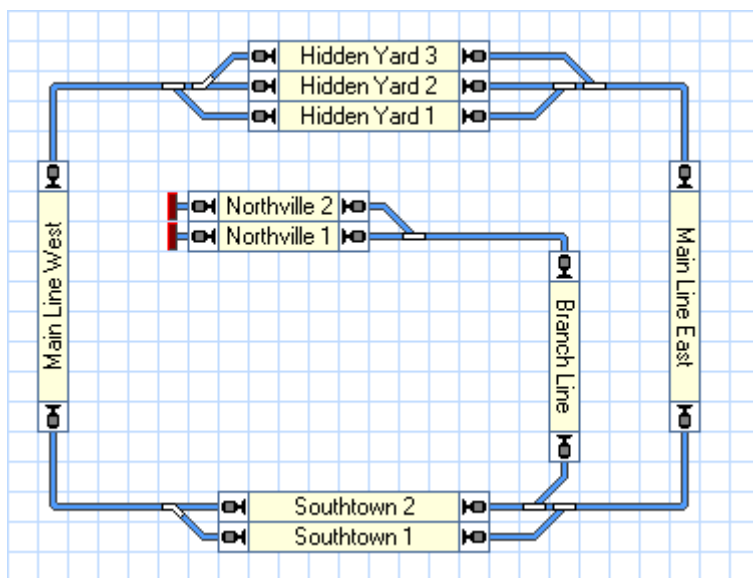 Hidden Yard 3
Hidden Yard 2
Hidden Yard 1
Northville 2
Northville 1
Main Line West
Branch Line
Main Line East
Southtown 2
Southtown 1